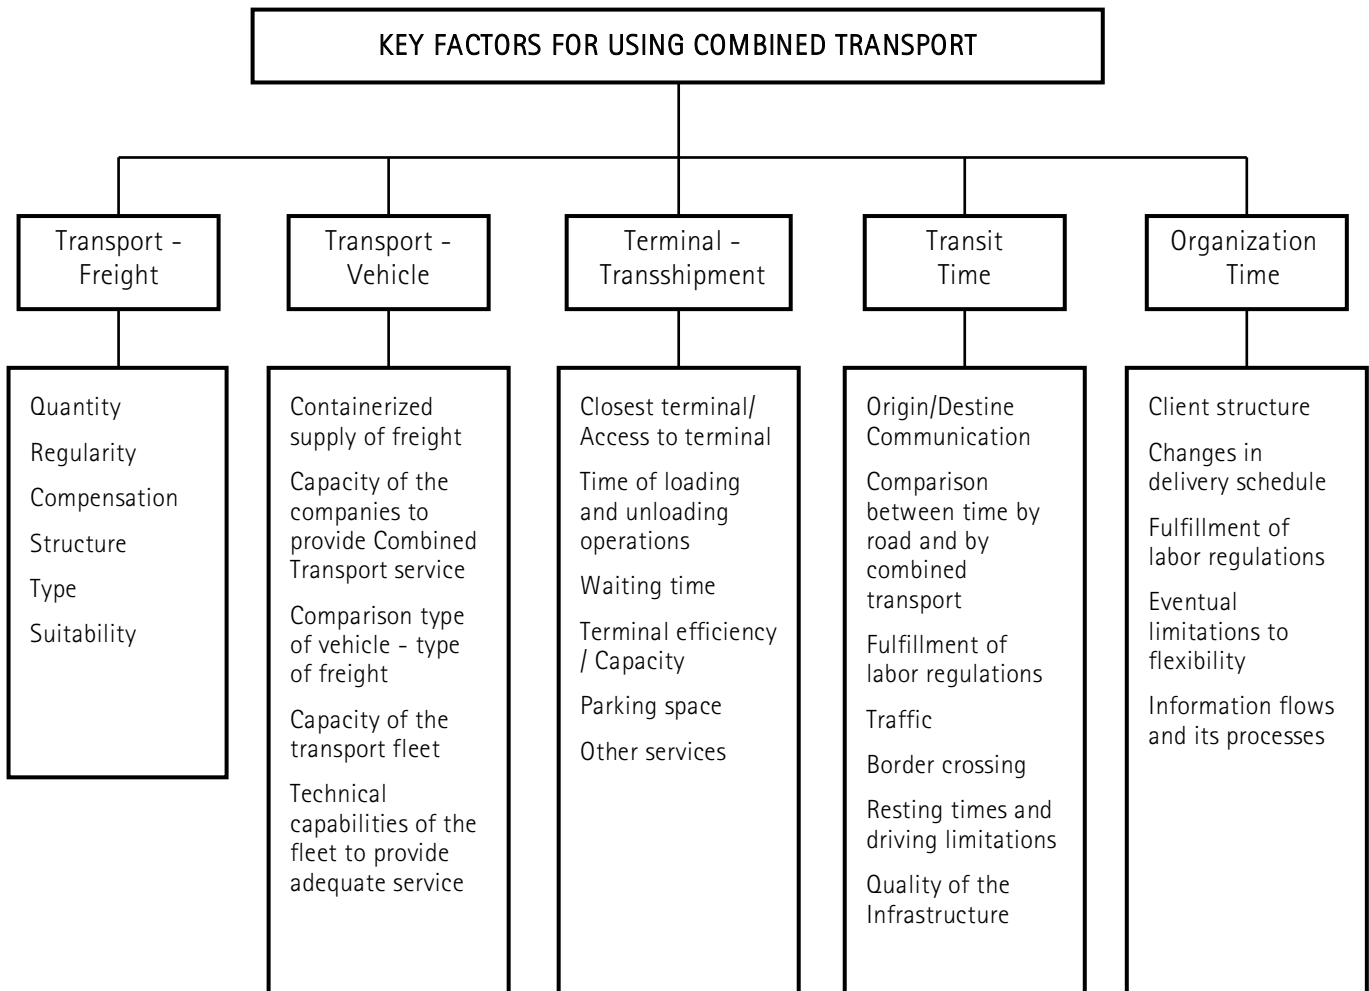 KEY FACTORS FOR USING COMBINED TRANSPORT
Transport -
Freight
Transport -
Vehicle
Terminal -
Transshipment
Transit
Time
Organization
Time
Quantity
Regularity
Compensation
Structure
Type
Suitability
Containerized
supply of freight
Capacity of the
companies to
provide Combined
Transport service
Comparison type
of vehicle - type
of freight
Capacity of the
transport fleet
Technical
capabilities of the
fleet to provide
adequate service
Closest terminal/
Access to terminal
Time of loading
and unloading
operations
Waiting time
Terminal efficiency
/ Capacity
Parking space
Other services
Origin/Destine
Communication
Comparison
between time by
road and by
combined
transport
Fulfillment of
labor regulations
Traffic
Border crossing
Resting times and
driving limitations
Quality of the
Infrastructure
Client structure
Changes in
delivery schedule
Fulfillment of
labor regulations
Eventual
limitations to
flexibility
Information flows
and its processes